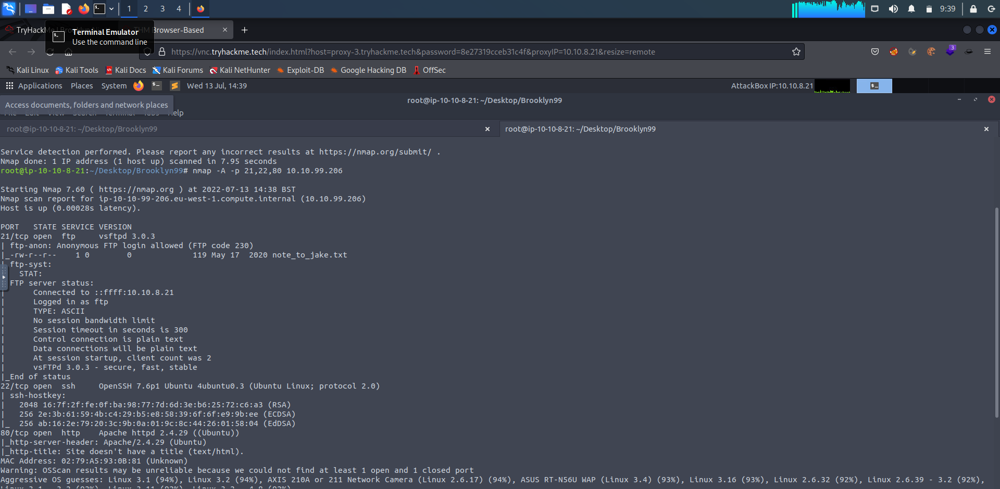 1 2 3 4 9:39
TryHackMe | Brooklyn Ni THM Browser-Based
Terminal Emulator
Use the command line
https://vnc.tryhackme.tech/index.html?host=proxy-3.tryhackme.tech&password=8e27319cceb31c4f&proxyIP=10.10.8.21&resize=remote 3
Kali Linux Kali Tools Kali Docs Kali Forums Kali NetHunter Exploit-DB Google Hacking DB OffSec
Applications Places System Wed 13 Jul, 14:39 AttackBox IP:10.10.8.21
root@ip-10-10-8-21: ~/Desktop/Brooklyn99
Access documents, folders and network places
File Edit View Search Terminal Tabs Help
root@ip-10-10-8-21: ~/Desktop/Brooklyn99 root@ip-10-10-8-21: ~/Desktop/Brooklyn99
Service detection performed. Please report any incorrect results at https://nmap.org/submit/ .
Nmap done: 1 IP address (1 host up) scanned in 7.95 seconds
root@ip-10-10-8-21:~/Desktop/Brooklyn99# nmap -A -p 21,22,80 10.10.99.206
Starting Nmap 7.60 ( https://nmap.org ) at 2022-07-13 14:38 BST
Nmap scan report for ip-10-10-99-206.eu-west-1.compute.internal (10.10.99.206)
Host is up (0.00028s latency).
PORT   STATE SERVICE VERSION
21/tcp open  ftp     vsftpd 3.0.3
| ftp-anon: Anonymous FTP login allowed (FTP code 230)
|_-rw-r--r--    1 0        0             119 May 17  2020 note_to_jake.txt
| ftp-syst:
STAT:
FTP server status:
|      Connected to ::ffff:10.10.8.21
|      Logged in as ftp
|      TYPE: ASCII
|      No session bandwidth limit
|      Session timeout in seconds is 300
|      Control connection is plain text
|      Data connections will be plain text
|      At session startup, client count was 2
|      vsFTPd 3.0.3 - secure, fast, stable
|_End of status
22/tcp open  ssh     OpenSSH 7.6p1 Ubuntu 4ubuntu0.3 (Ubuntu Linux; protocol 2.0)
| ssh-hostkey:
|   2048 16:7f:2f:fe:0f:ba:98:77:7d:6d:3e:b6:25:72:c6:a3 (RSA)
|   256 2e:3b:61:59:4b:c4:29:b5:e8:58:39:6f:6f:e9:9b:ee (ECDSA)
|_  256 ab:16:2e:79:20:3c:9b:0a:01:9c:8c:44:26:01:58:04 (EdDSA)
80/tcp open  http    Apache httpd 2.4.29 ((Ubuntu))
|_http-server-header: Apache/2.4.29 (Ubuntu)
|_http-title: Site doesn't have a title (text/html).
MAC Address: 02:79:A5:93:0B:81 (Unknown)
Warning: OSScan results may be unreliable because we could not find at least 1 open and 1 closed port
Aggressive OS guesses: Linux 3.1 (94%), Linux 3.2 (94%), AXIS 210A or 211 Network Camera (Linux 2.6.17) (94%), ASUS RT-N56U WAP (Linux 3.4) (93%), Linux 3.16 (93%), Linux 2.6.32 (92%), Linux 2.6.39 - 3.2 (92%),